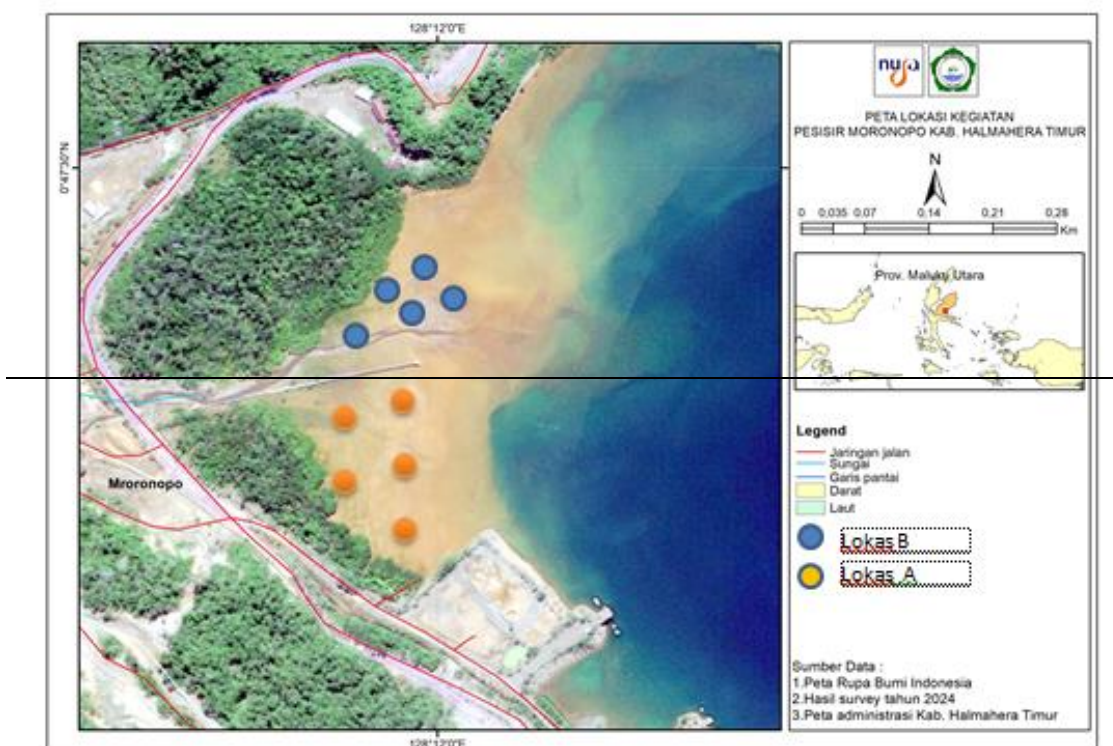 128°12'0"E
0°47'30"N
Mroronopo
128°12'0"E
nusa
PETA LOKASI KEGIATAN
PESISIR MORONOPO KAB. HALMAHERA TIMUR
N
0 0,035 0,07 0,14 0,21 0,28
Km
Prov. Maluku Utara
Legend
Jaringan jalan
Sungai
Garis pantai
Darat
Laut
Lokas B
Lokas A
Sumber Data :
1.Peta Rupa Bumi Indonesia
2.Hasil survey tahun 2024
3.Peta administrasi Kab. Halmahera Timur